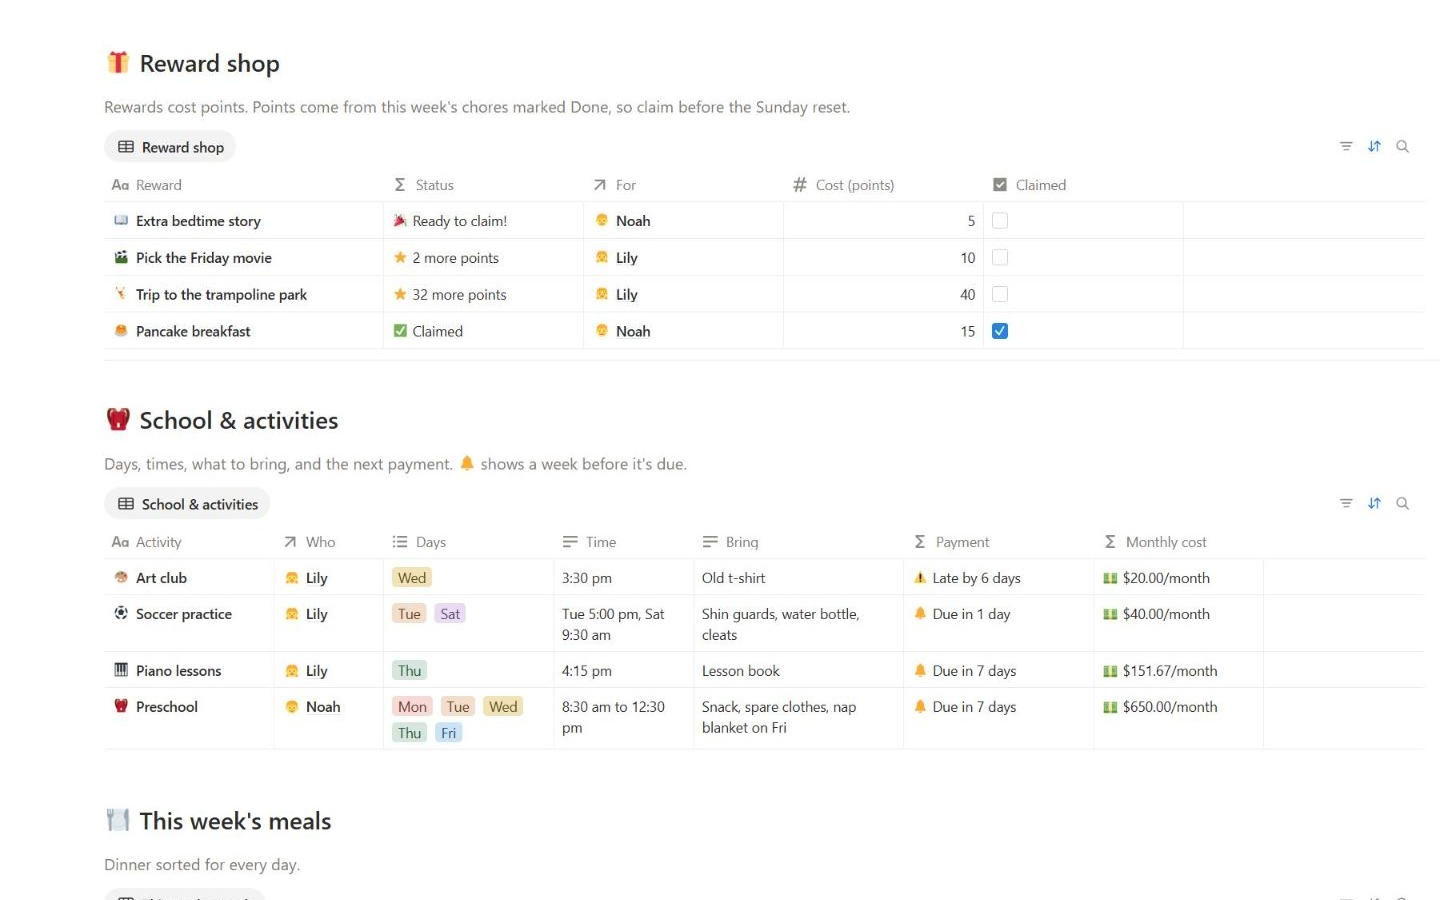 Reward shop
Rewards cost points. Points come from this week's chores marked Done, so claim before the Sunday reset.
Reward shop
Aa Reward Σ Status For # Cost (points) Claimed
Extra bedtime story Ready to claim! Noah 5
Pick the Friday movie 2 more points Lily 10
Trip to the trampoline park 32 more points Lily 40
Pancake breakfast Claimed Noah 15
School & activities
Days, times, what to bring, and the next payment. 🔔 shows a week before it's due.
School & activities
Aa Activity Who Days Time Bring Σ Payment Σ Monthly cost
Art club Lily Wed 3:30 pm Old t-shirt Late by 6 days $20.00/month
Soccer practice Lily Tue Sat Tue 5:00 pm, Sat 9:30 am Shin guards, water bottle, cleats Due in 1 day $40.00/month
Piano lessons Lily Thu 4:15 pm Lesson book Due in 7 days $151.67/month
Preschool Noah Mon Tue Wed Thu Fri 8:30 am to 12:30 pm Snack, spare clothes, nap blanket on Fri Due in 7 days $650.00/month
This week's meals
Dinner sorted for every day.